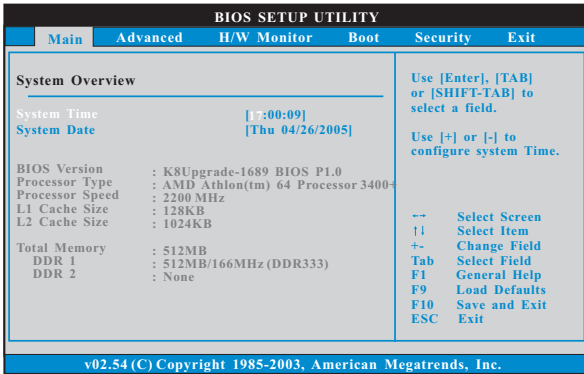 BIOS SETUP UTILITY
Main Advanced H/W Monitor Boot Security Exit
System Overview
System Time [17:00:09]
System Date [Thu 04/26/2005]
BIOS Version : K8Upgrade-1689 BIOS P1.0
Processor Type : AMD Athlon(tm) 64 Processor 3400+
Processor Speed : 2200 MHz
L1 Cache Size : 128KB
L2 Cache Size : 1024KB
Total Memory : 512MB
DDR 1 : 512MB/166MHz (DDR333)
DDR 2 : None
Use [Enter], [TAB]
or [SHIFT-TAB] to
select a field.
Use [+] or [-] to
configure system Time.
←→ Select Screen
↑↓ Select Item
+- Change Field
Tab Select Field
F1 General Help
F9 Load Defaults
F10 Save and Exit
ESC Exit
v02.54 (C) Copyright 1985-2003, American Megatrends, Inc.